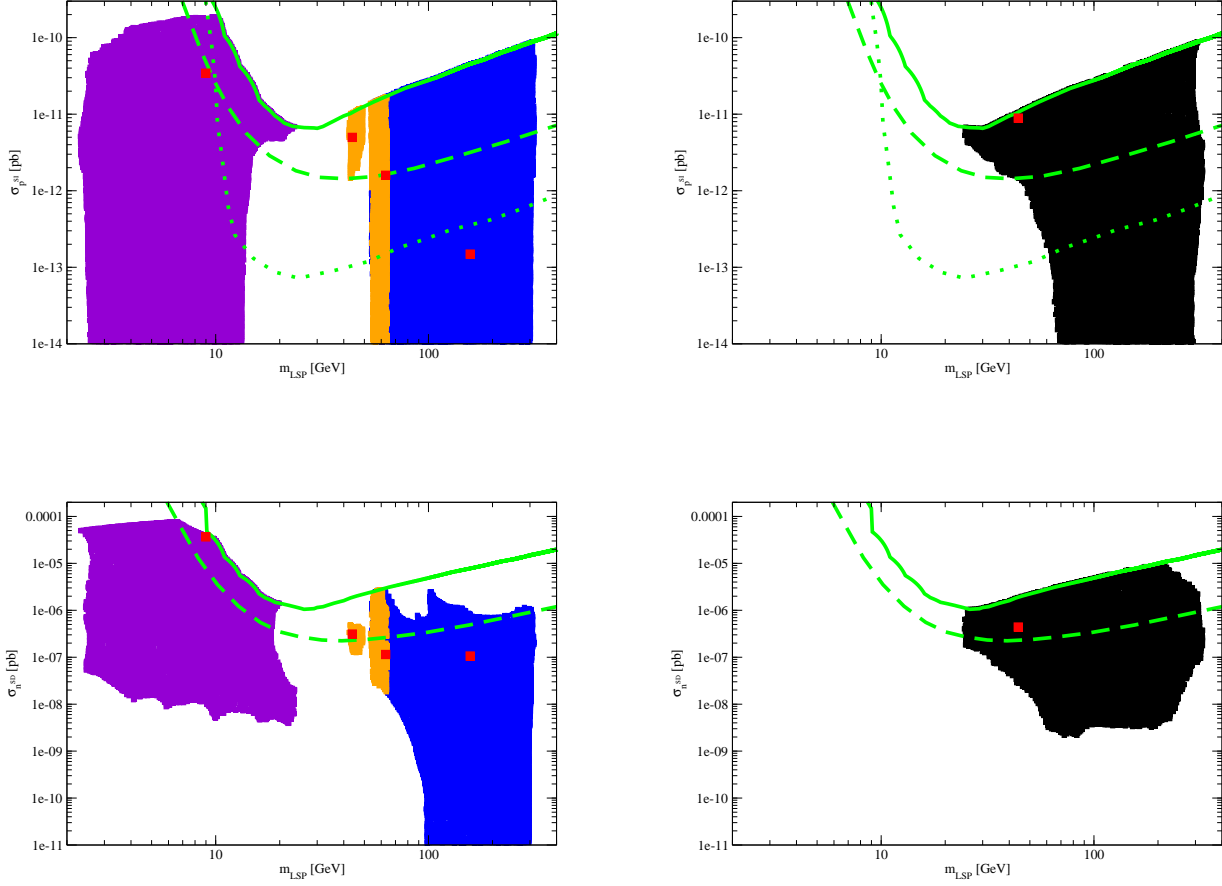 1e-10
1e-11
1e-12
1e-13
1e-14
σ_p^SI [pb]
10
100
m_LSP [GeV]
1e-10
1e-11
1e-12
1e-13
1e-14
σ_p^SI [pb]
10
100
m_LSP [GeV]
0.0001
1e-05
1e-06
1e-07
1e-08
1e-09
1e-10
1e-11
σ_n^SD [pb]
10
100
m_LSP [GeV]
0.0001
1e-05
1e-06
1e-07
1e-08
1e-09
1e-10
1e-11
σ_n^SD [pb]
10
100
m_LSP [GeV]